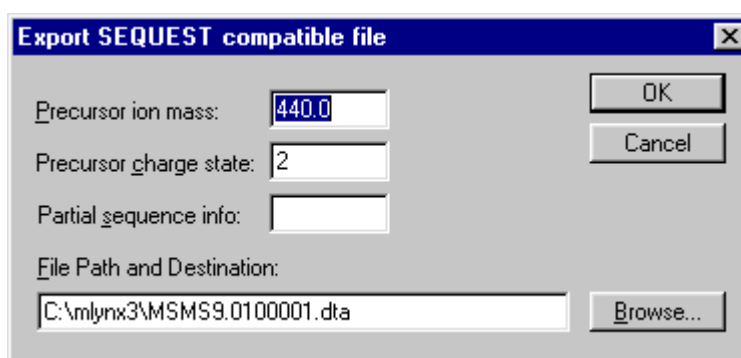 Export SEQUEST compatible file
Precursor ion mass: 440.0
OK
Precursor charge state: 2
Cancel
Partial sequence info:
File Path and Destination:
C:\mlynx3\MSMS9.0100001.dta
Browse...